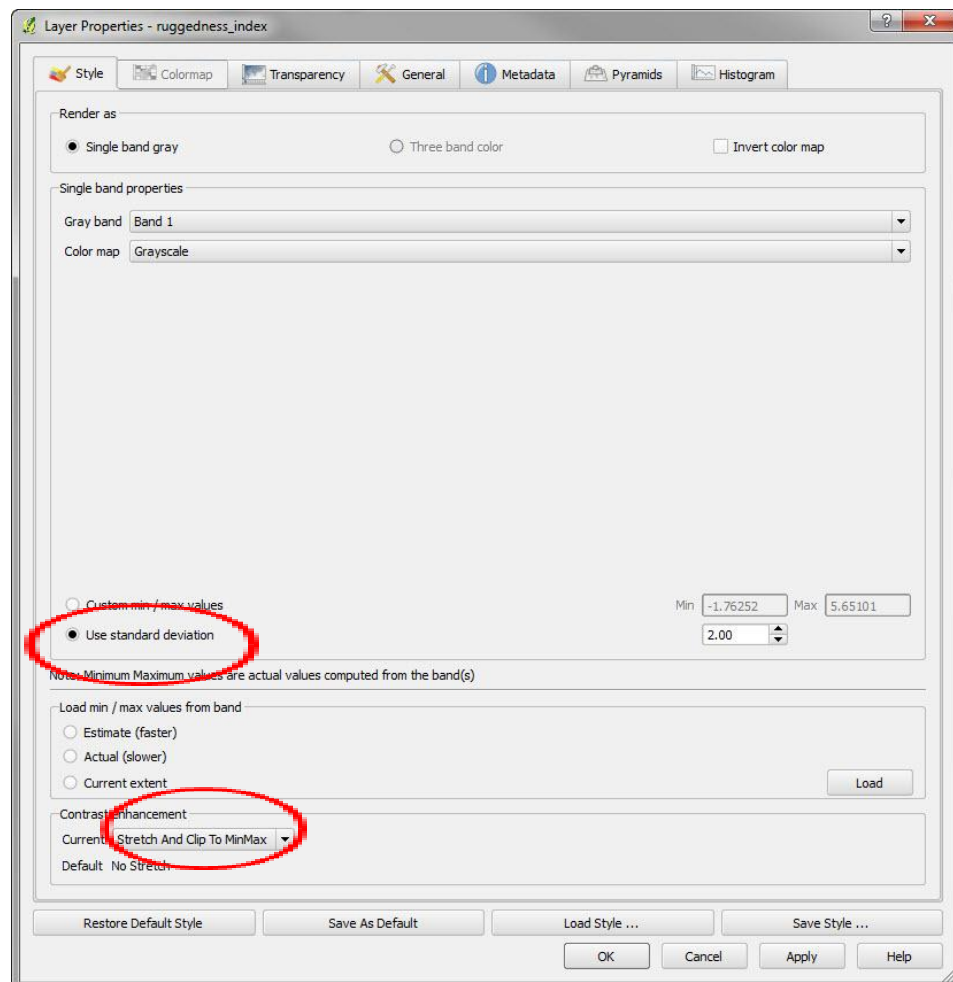 Layer Properties - ruggedness_index
Style Colormap Transparency General Metadata Pyramids Histogram
Render as
Single band gray Three band color Invert color map
Single band properties
Gray band Band 1
Color map Grayscale
Custom min / max values Min -1.76252 Max 5.65101
Use standard deviation 2.00
Note: Minimum Maximum values are actual values computed from the band(s)
Load min / max values from band
Estimate (faster)
Actual (slower)
Current extent Load
Contrast enhancement
Current Stretch And Clip To MinMax
Default No Stretch
Restore Default Style Save As Default Load Style ... Save Style ...
OK Cancel Apply Help